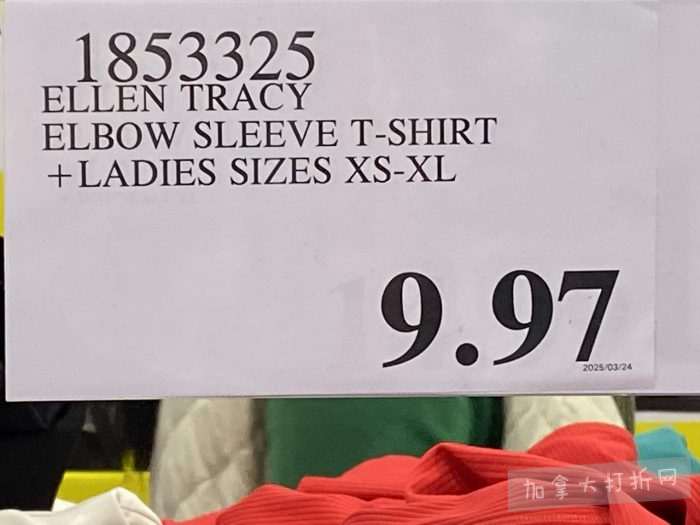 1853325
ELLEN TRACY
ELBOW SLEEVE T-SHIRT
+LADIES SIZES XS-XL
9.97
2025/03/24
加拿大打折网